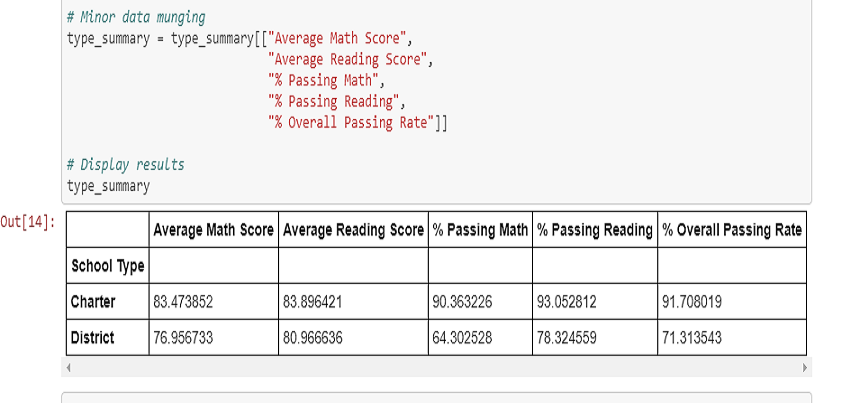 # Minor data munging
type_summary = type_summary[["Average Math Score",
"Average Reading Score",
"% Passing Math",
"% Passing Reading",
"% Overall Passing Rate"]]
# Display results
type_summary
Out[14]:
Average Math Score Average Reading Score % Passing Math % Passing Reading % Overall Passing Rate
School Type
Charter 83.473852 83.896421 90.363226 93.052812 91.708019
District 76.956733 80.966636 64.302528 78.324559 71.313543